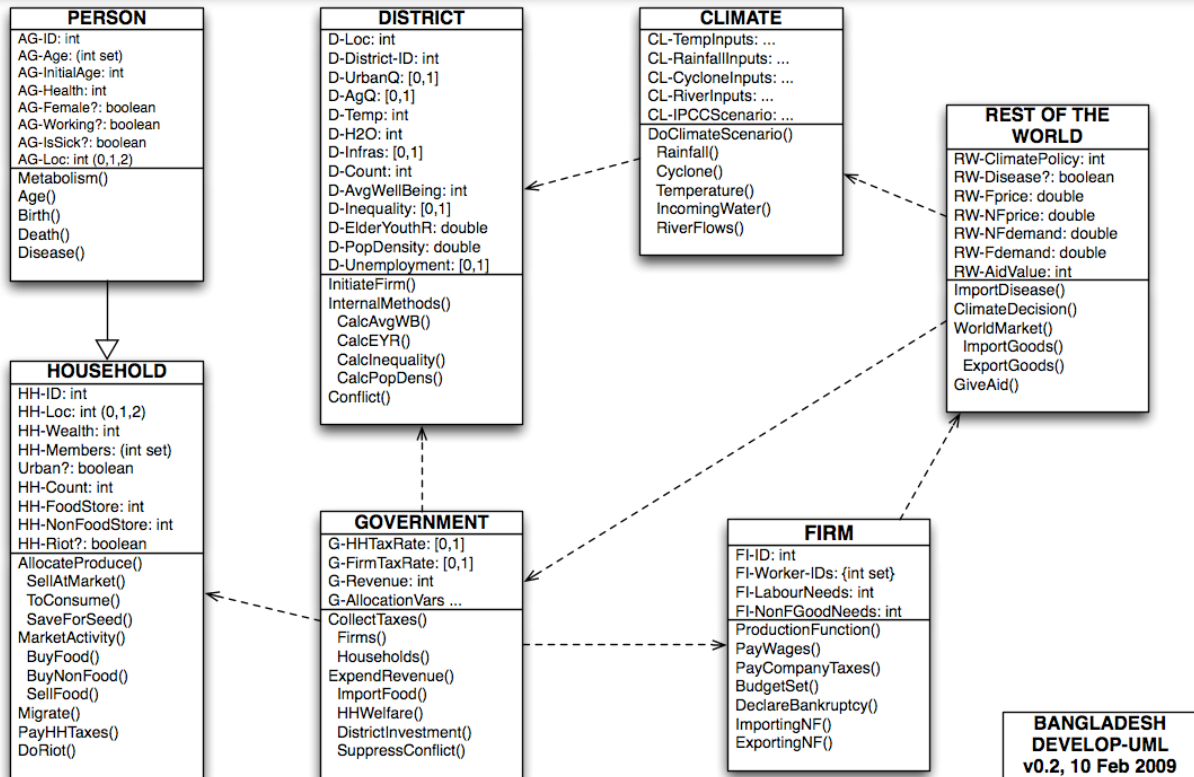 PERSON
AG-ID: int
AG-Age: (int set)
AG-InitialAge: int
AG-Health: int
AG-Female?: boolean
AG-Working?: boolean
AG-IsSick?: boolean
AG-Loc: int (0,1,2)
Metabolism()
Age()
Birth()
Death()
Disease()
HOUSEHOLD
HH-ID: int
HH-Loc: int (0,1,2)
HH-Wealth: int
HH-Members: (int set)
Urban?: boolean
HH-Count: int
HH-FoodStore: int
HH-NonFoodStore: int
HH-Riot?: boolean
AllocateProduce()
SellAtMarket()
ToConsume()
SaveForSeed()
MarketActivity()
BuyFood()
BuyNonFood()
SellFood()
Migrate()
PayHHTaxes()
DoRiot()
DISTRICT
D-Loc: int
D-District-ID: int
D-UrbanQ: [0,1]
D-AgQ: [0,1]
D-Temp: int
D-H2O: int
D-Infras: [0,1]
D-Count: int
D-AvgWellBeing: int
D-Inequality: [0,1]
D-ElderYouthR: double
D-PopDensity: double
D-Unemployment: [0,1]
InitiateFirm()
InternalMethods()
CalcAvgWB()
CalcEYR()
CalcInequality()
CalcPopDens()
Conflict()
GOVERNMENT
G-HHTaxRate: [0,1]
G-FirmTaxRate: [0,1]
G-Revenue: int
G-AllocationVars ...
CollectTaxes()
Firms()
Households()
ExpendRevenue()
ImportFood()
HHWelfare()
DistrictInvestment()
SuppressConflict()
CLIMATE
CL-TempInputs: ...
CL-RainfallInputs: ...
CL-CycloneInputs: ...
CL-RiverInputs: ...
CL-IPCCScenario: ...
DoClimateScenario()
Rainfall()
Cyclone()
Temperature()
IncomingWater()
RiverFlows()
REST OF THE
WORLD
RW-ClimatePolicy: int
RW-Disease?: boolean
RW-Fprice: double
RW-NFprice: double
RW-NFdemand: double
RW-Fdemand: double
RW-AidValue: int
ImportDisease()
ClimateDecision()
WorldMarket()
ImportGoods()
ExportGoods()
GiveAid()
FIRM
FI-ID: int
FI-Worker-IDs: {int set}
FI-LabourNeeds: int
FI-NonFGoodNeeds: int
ProductionFunction()
PayWages()
PayCompanyTaxes()
BudgetSet()
DeclareBankruptcy()
ImportingNF()
ExportingNF()
BANGLADESH
DEVELOP-UML
v0.2, 10 Feb 2009